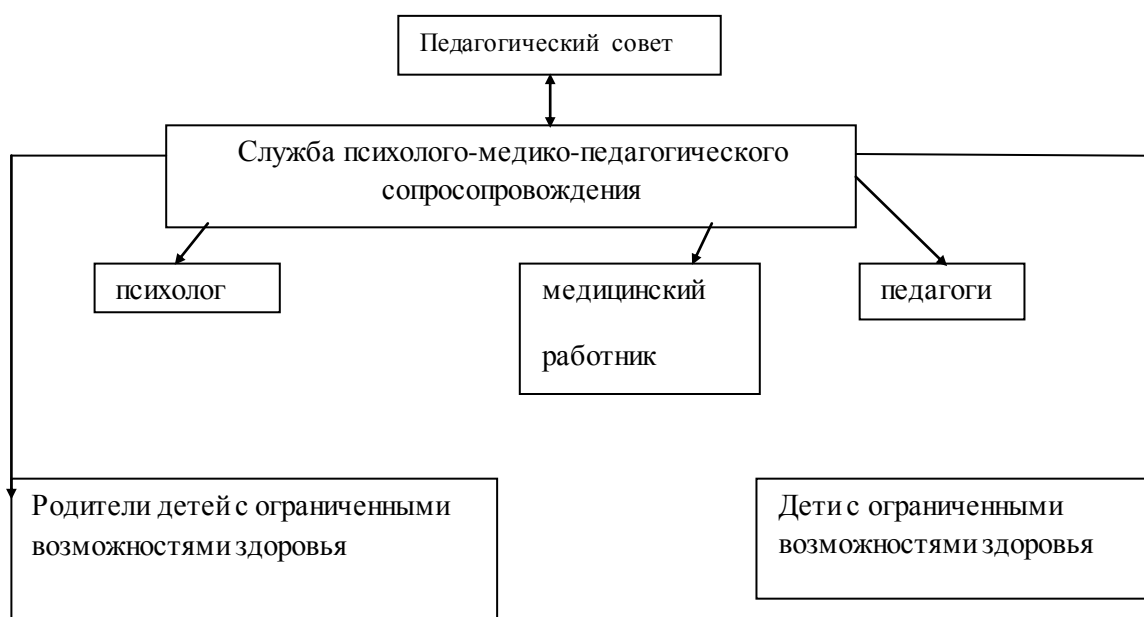 Педагогический совет
Служба психолого-медико-педагогического
сопросопровождения
психолог
медицинский
работник
педагоги
Родители детей с ограниченными
возможностями здоровья
Дети с ограниченными
возможностями здоровья